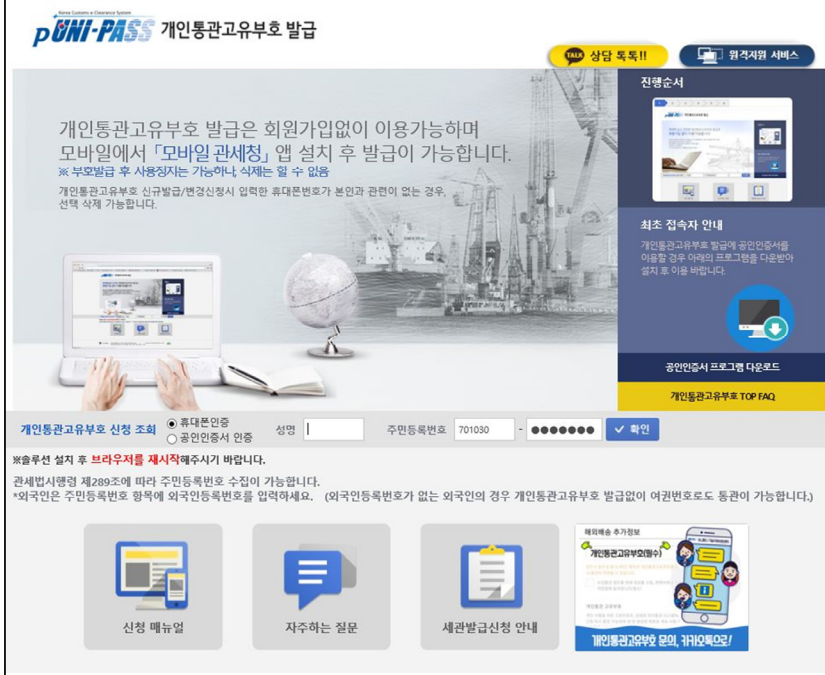 Korea Customs e-Clearance System
pUNI-PASS 개인통관고유부호 발급
TALK 상담 톡톡!!
원격지원 서비스
개인통관고유부호 발급은 회원가입없이 이용가능하며
모바일에서 「모바일 관세청」 앱 설치 후 발급이 가능합니다.
※ 부호발급 후 사용정지는 가능하나, 삭제는 할 수 없음
개인통관고유부호 신규발급/변경신청시 입력한 휴대폰번호가 본인과 관련이 없는 경우,
선택 삭제 가능합니다.
진행순서
최초 접속자 안내
개인통관고유부호 발급에 공인인증서를
이용할 경우 아래의 프로그램을 다운받아
설치 후 이용 바랍니다.
공인인증서 프로그램 다운로드
개인통관고유부호 TOP FAQ
개인통관고유부호 신청 조회
휴대폰인증
공인인증서 인증
성명
주민등록번호 701030 - ●●●●●●● 확인
※솔루션 설치 후 브라우저를 재시작해주시기 바랍니다.
관세법시행령 제289조에 따라 주민등록번호 수집이 가능합니다.
*외국인은 주민등록번호 항목에 외국인등록번호를 입력하세요. (외국인등록번호가 없는 외국인의 경우 개인통관고유부호 발급없이 여권번호로도 통관이 가능합니다.)
신청 매뉴얼
자주하는 질문
세관발급신청 안내
해외배송 추가정보
개인통관고유부호(필수)
개인통관고유부호 문의, 카카오톡으로!